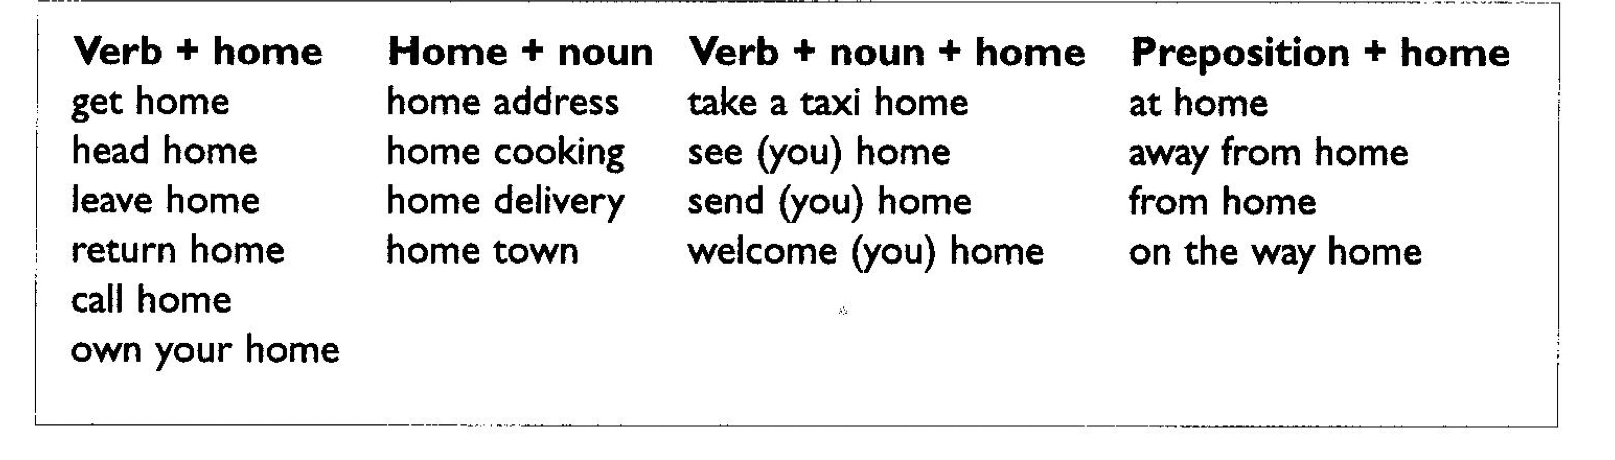 Verb + home Home + noun Verb + noun + home Preposition + home
get home home address take a taxi home at home
head home home cooking see (you) home away from home
leave home home delivery send (you) home from home
return home home town welcome (you) home on the way home
call home
own your home